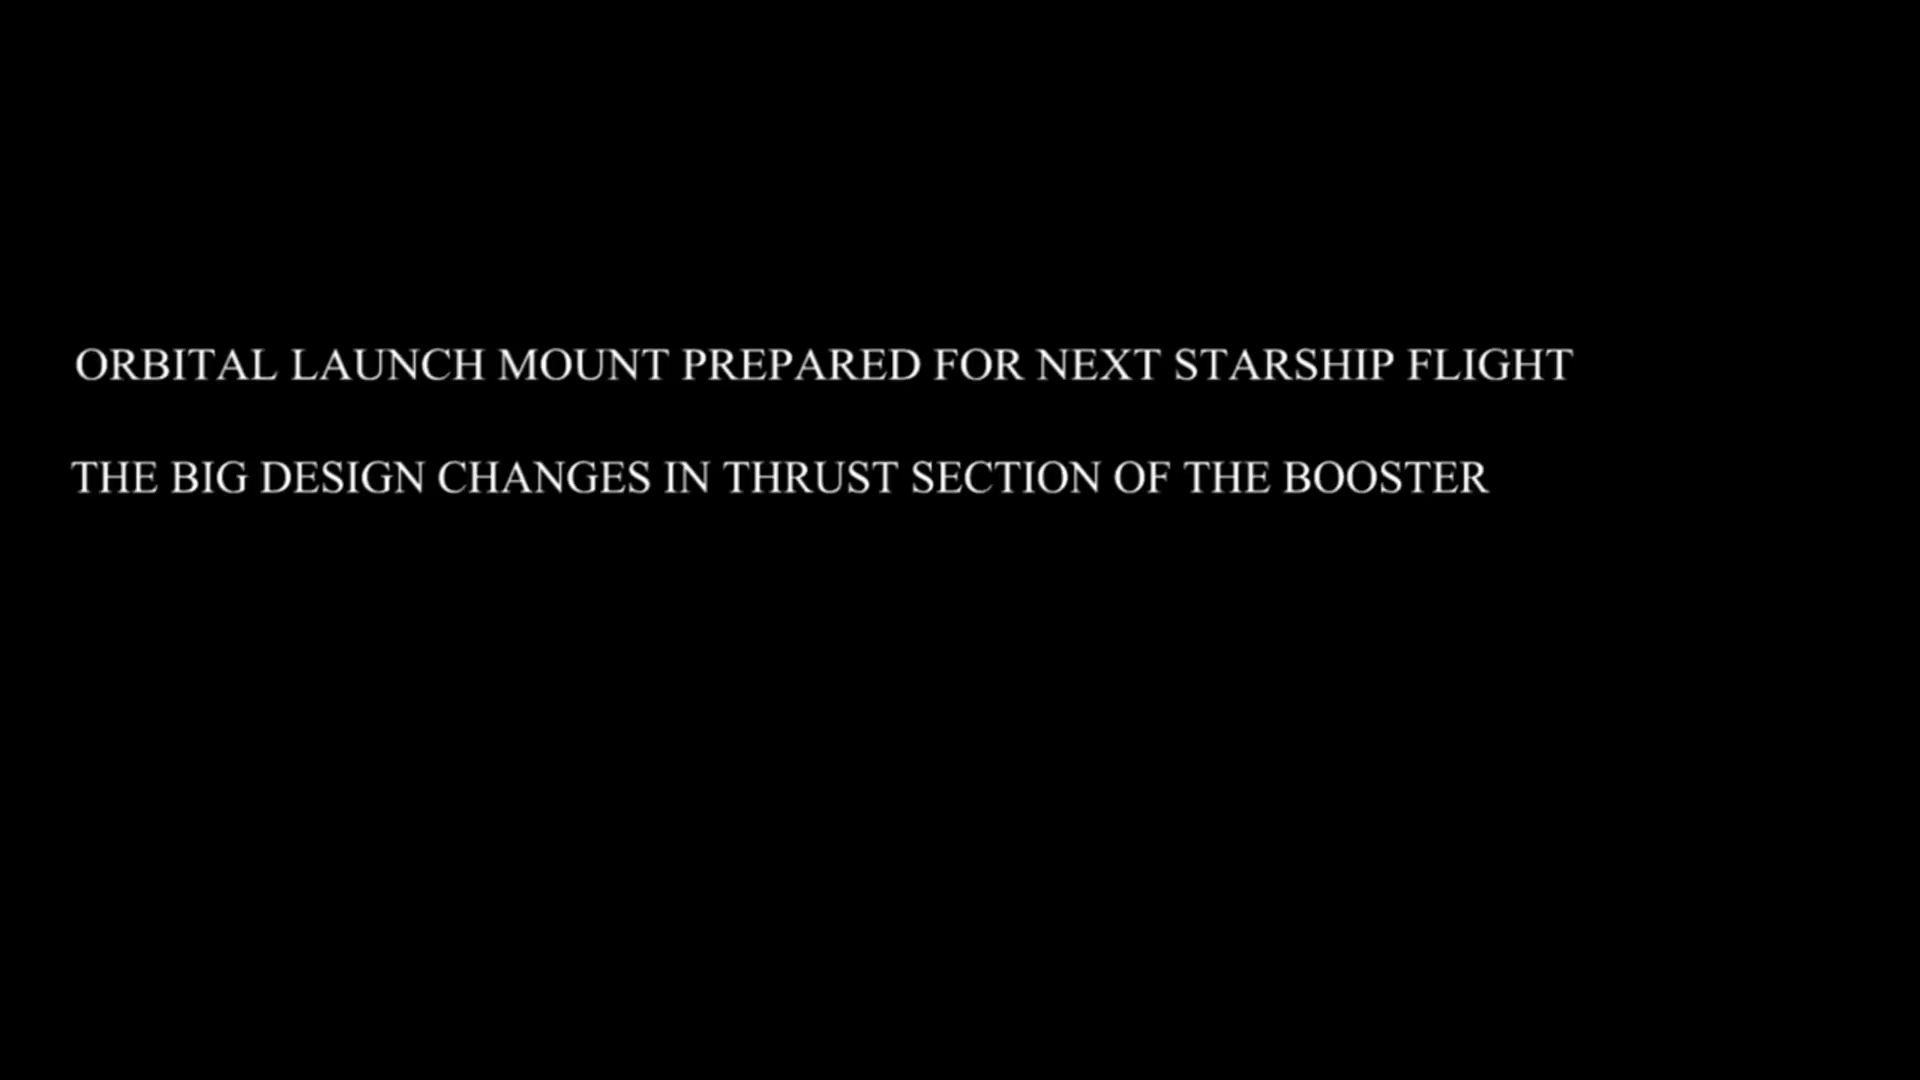 ORBITAL LAUNCH MOUNT PREPARED FOR NEXT STARSHIP FLIGHT
THE BIG DESIGN CHANGES IN THRUST SECTION OF THE BOOSTER